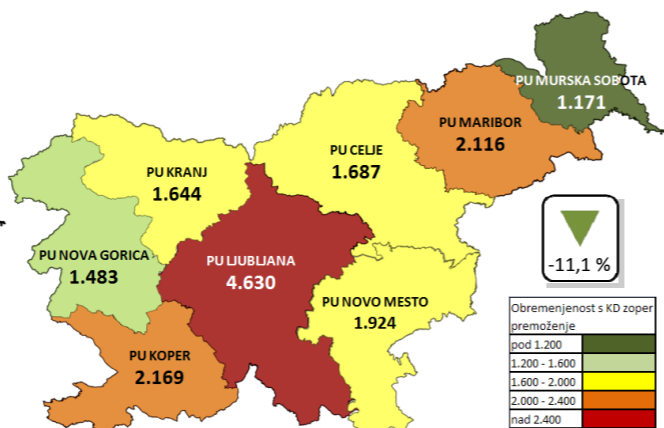 PU MURSKA SOBOTA
1.171
PU MARIBOR
2.116
PU CELJE
1.687
PU KRANJ
1.644
PU NOVA GORICA
1.483
PU LJUBLJANA
4.630
PU NOVO MESTO
1.924
PU KOPER
2.169
-11,1 %
Obremenjenost s KD zoper
premoženje
pod 1.200
1.200 - 1.600
1.600 - 2.000
2.000 - 2.400
nad 2.400